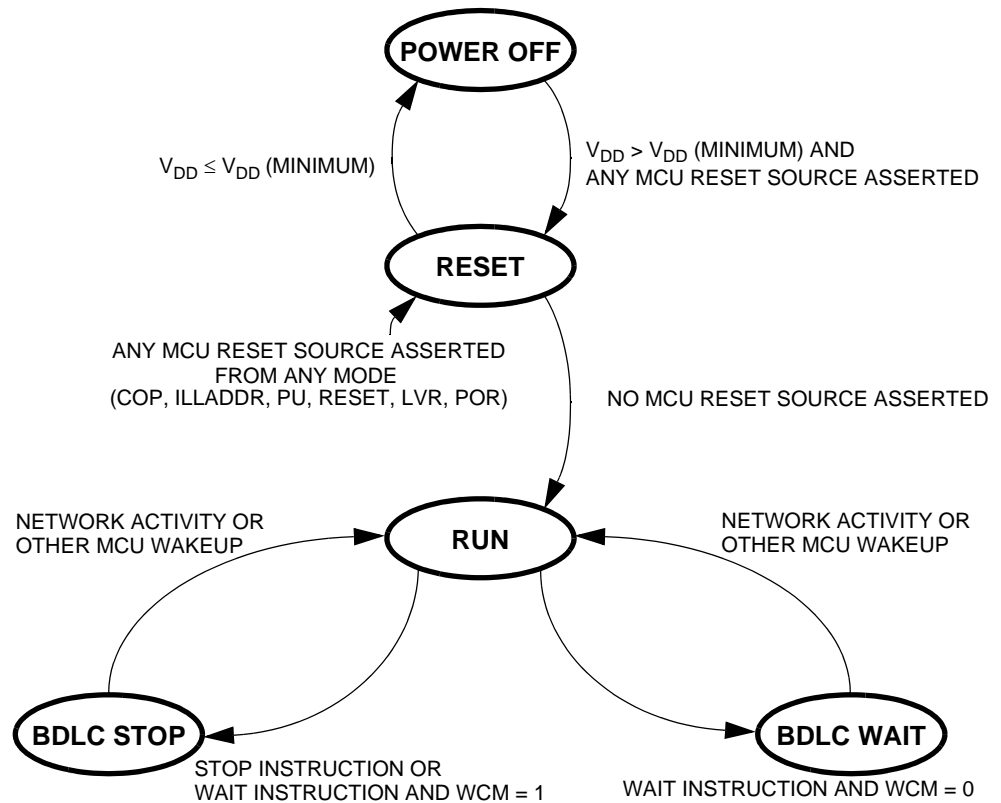 POWER OFF
V_DD ≤ V_DD (MINIMUM)
V_DD > V_DD (MINIMUM) AND
ANY MCU RESET SOURCE ASSERTED
RESET
ANY MCU RESET SOURCE ASSERTED
FROM ANY MODE
(COP, ILLADDR, PU, RESET, LVR, POR)
NO MCU RESET SOURCE ASSERTED
NETWORK ACTIVITY OR
OTHER MCU WAKEUP
RUN
NETWORK ACTIVITY OR
OTHER MCU WAKEUP
BDLC STOP
BDLC WAIT
STOP INSTRUCTION OR
WAIT INSTRUCTION AND WCM = 1
WAIT INSTRUCTION AND WCM = 0